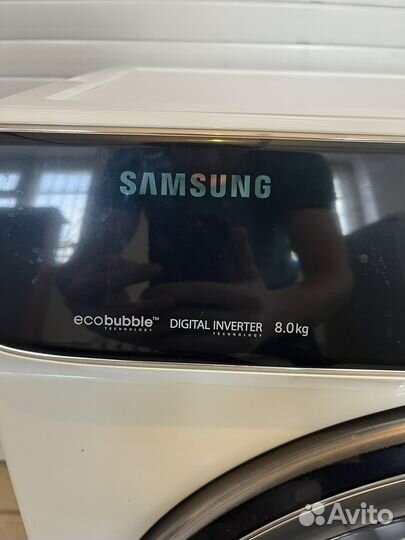 SAMSUNG
ecobubble™ DIGITAL INVERTER 8.0kg
TECHNOLOGY TECHNOLOGY
Avito